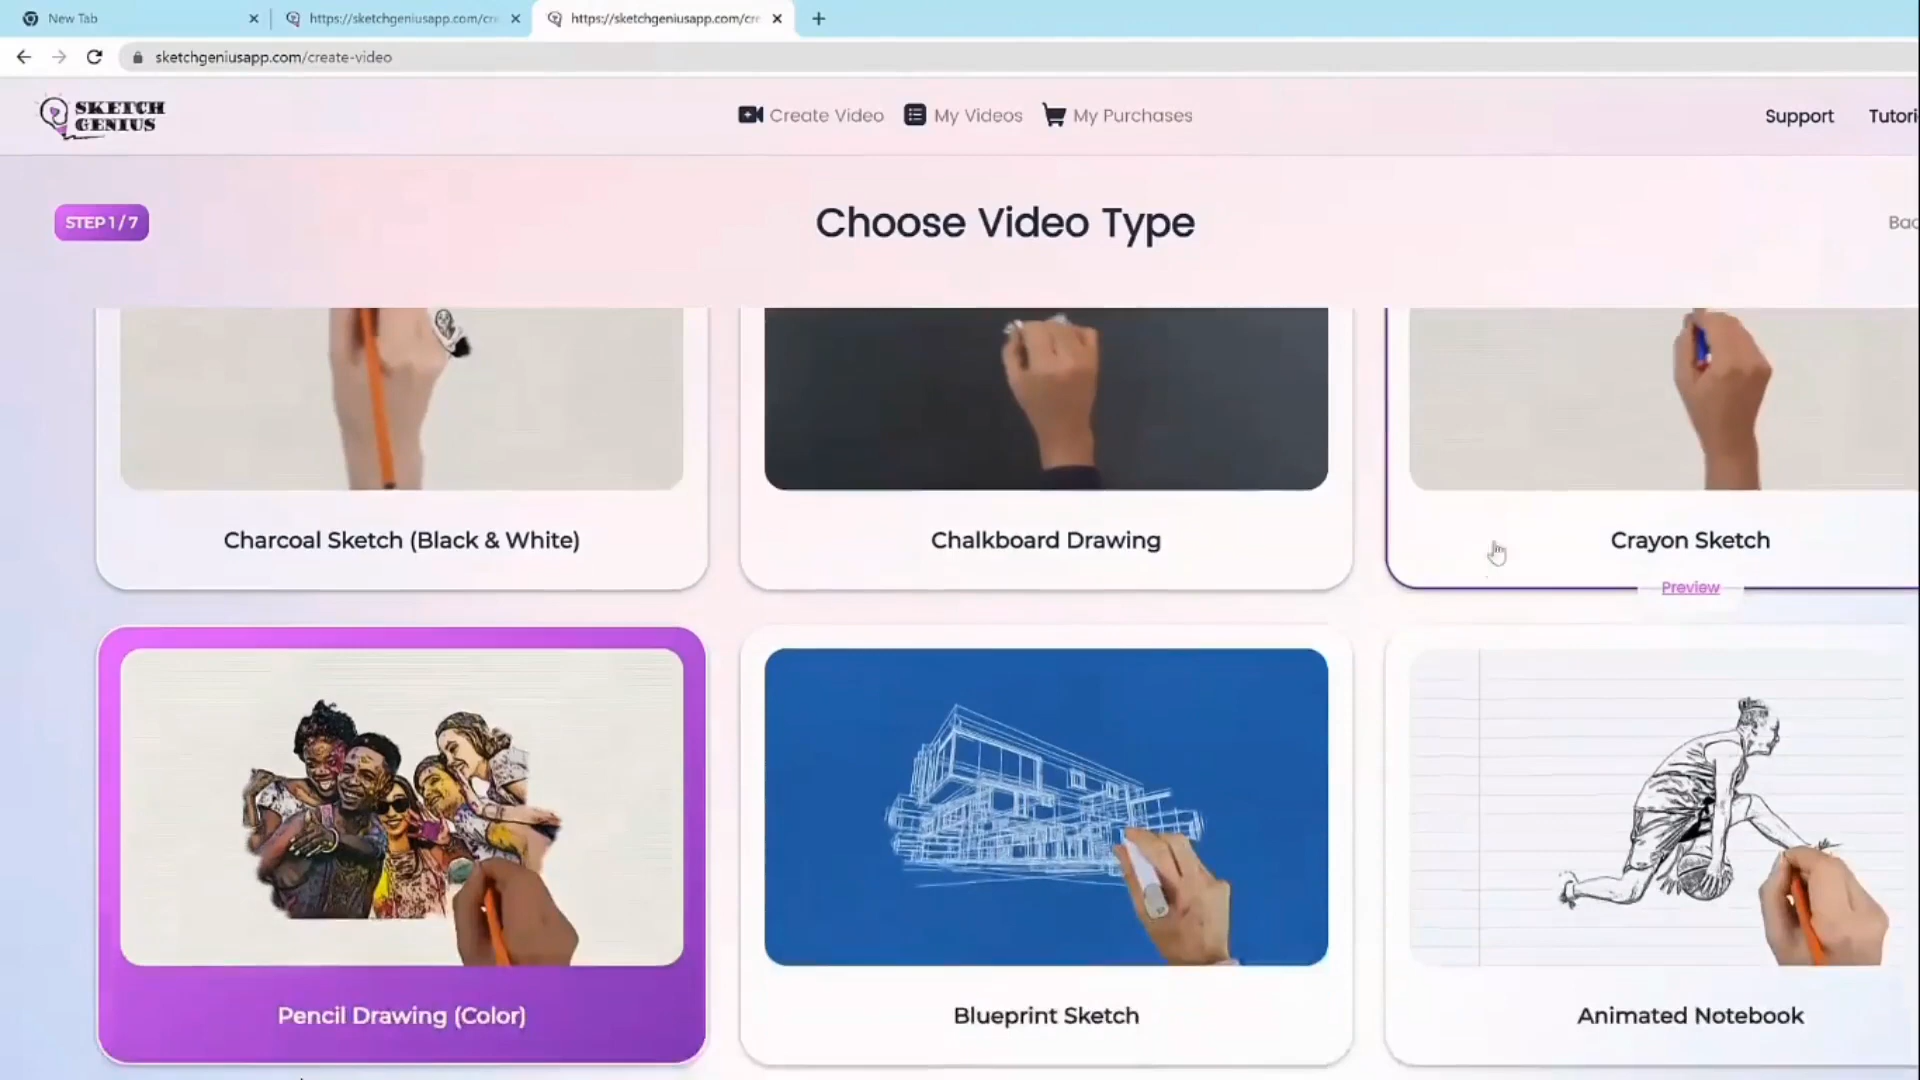 New Tab
https://sketchgeniusapp.com/cre
https://sketchgeniusapp.com/cre
sketchgeniusapp.com/create-video
SKETCH
GENIUS
Create Video
My Videos
My Purchases
Support
Tutori
STEP 1 / 7
Choose Video Type
Bac
Charcoal Sketch (Black & White)
Chalkboard Drawing
Crayon Sketch
Preview
Pencil Drawing (Color)
Blueprint Sketch
Animated Notebook